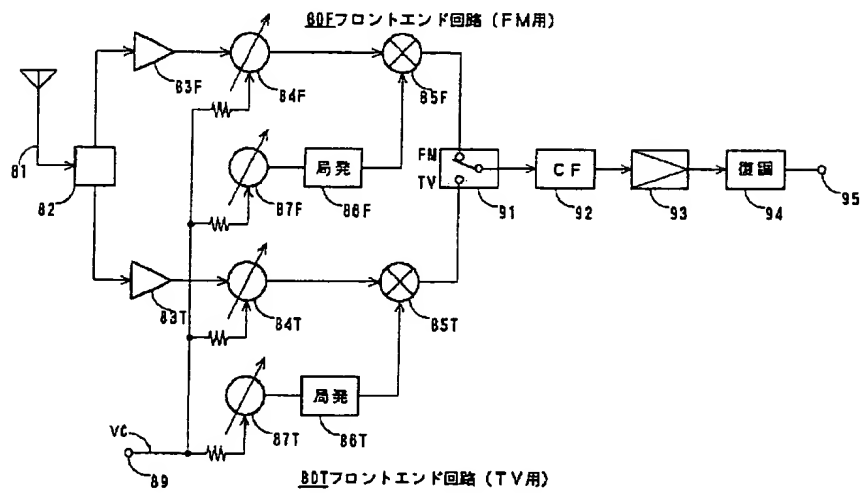 80Fフロントエンド回路（FM用）
83F
84F
85F
81
82
87F
局発
86F
FM
TV
91
CF
92
93
復調
94
95
83T
84T
85T
87T
局発
86T
VC
89
80Tフロントエンド回路（TV用）